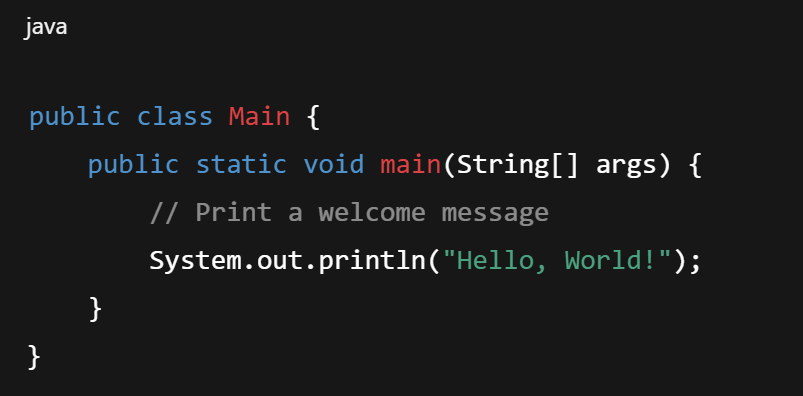 java
public class Main {
    public static void main(String[] args) {
        // Print a welcome message
        System.out.println("Hello, World!");
    }
}